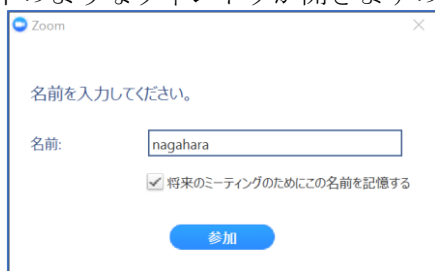 Zoom
名前を入力してください。
名前:
nagahara
将来のミーティングのためにこの名前を記憶する
参加